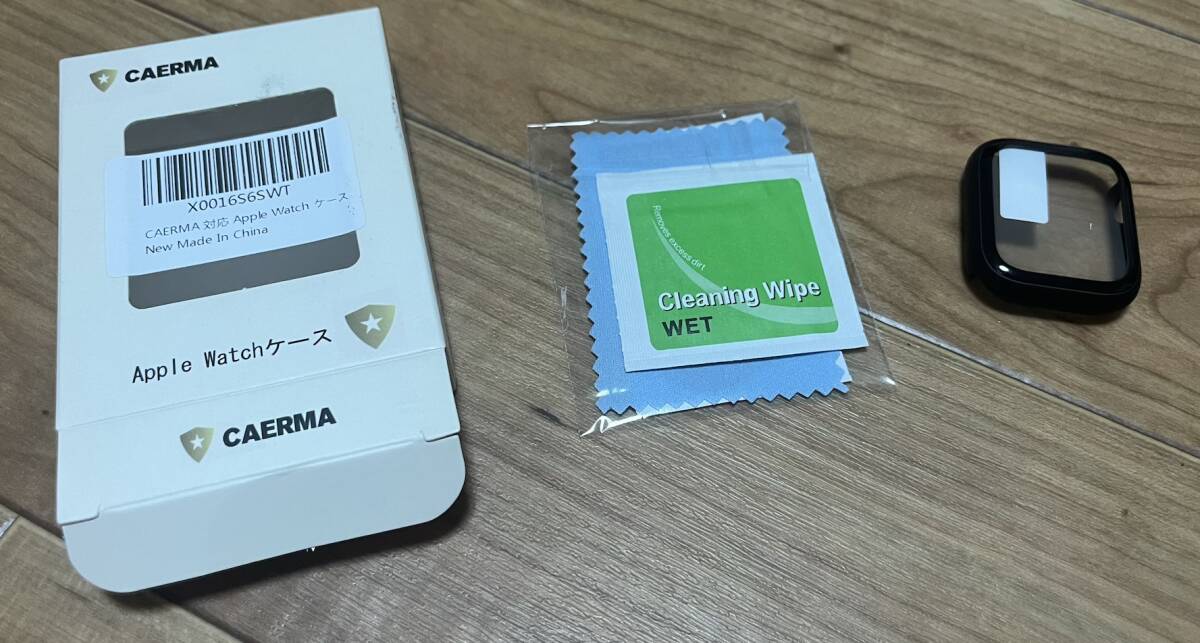 CAERMA
X0016S6SWT
CAERMA 対応 Apple Watch ケース
New Made In China
Apple Watchケース
CAERMA
Removes excess dirt
Cleaning Wipe
WET